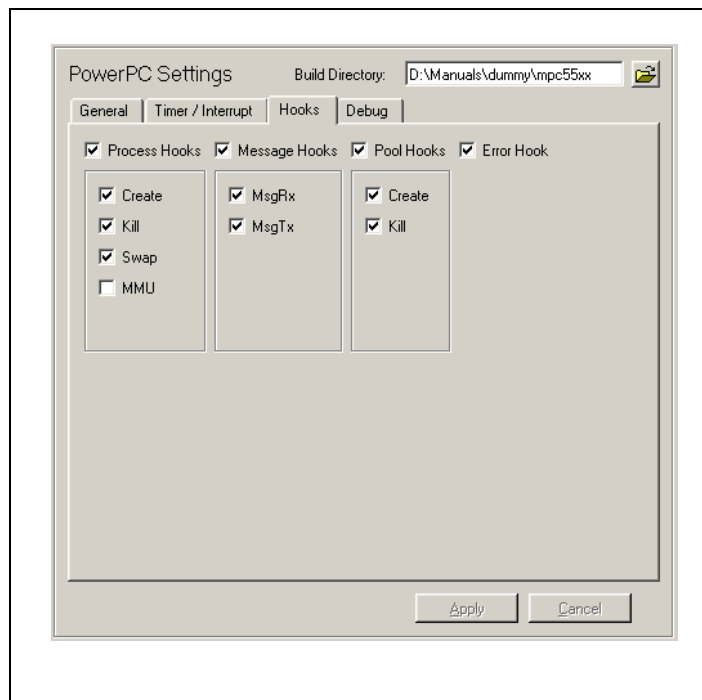 PowerPC Settings Build Directory: D:\Manuals\dummy\mpc55xx
General Timer / Interrupt Hooks Debug
Process Hooks Message Hooks Pool Hooks Error Hook
Create MsgRx Create
Kill MsgTx Kill
Swap
MMU
Apply Cancel